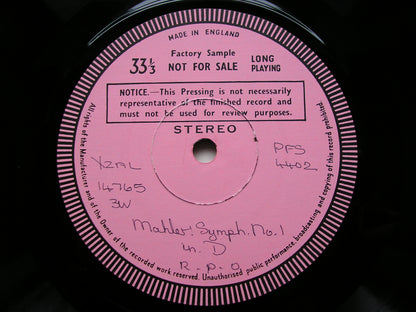 MADE IN ENGLAND
Factory Sample
33⅓ NOT FOR SALE LONG PLAYING
NOTICE.—This Pressing is not necessarily
representative of the finished record and
must not be used for review purposes.
STEREO
XZAL
14765
3W
PFS
4402
Mahler: Symph. No. 1
in D
R.P.O.
All rights of the Manufacturer and of the Owner of the recorded work reserved. Unauthorised public performance, broadcasting and copying of this record prohibited.